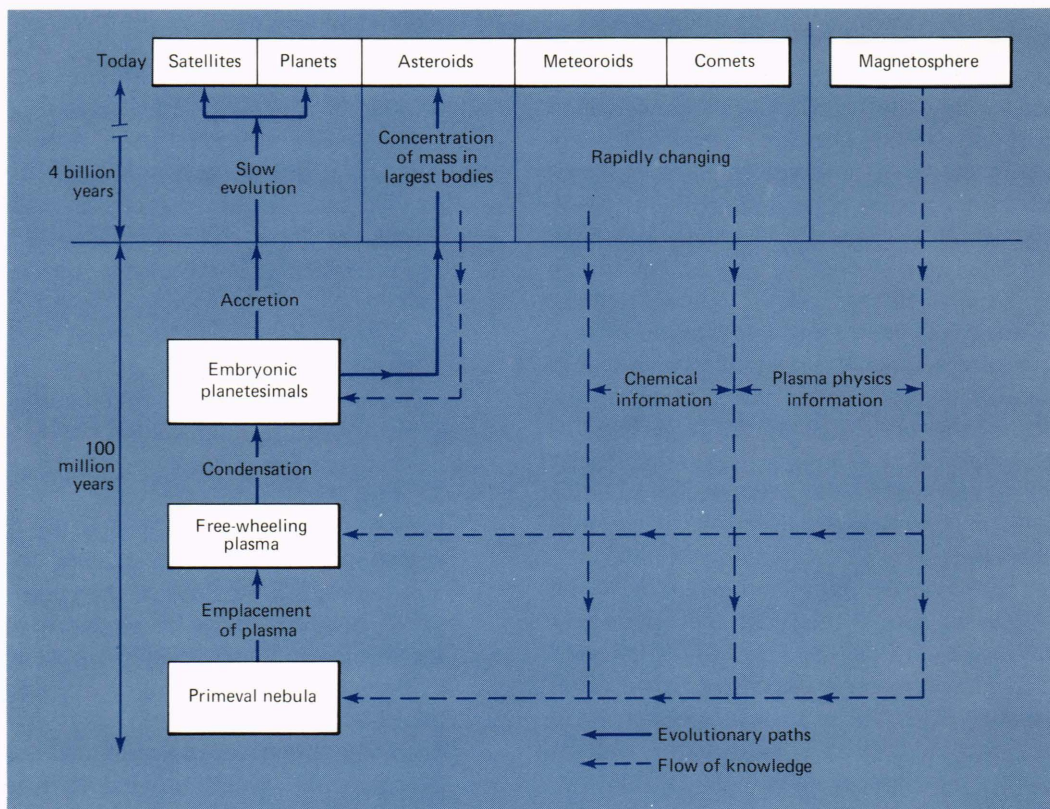 Today
Satellites
Planets
Asteroids
Meteoroids
Comets
Magnetosphere
4 billion
years
Slow
evolution
Concentration
of mass in
largest bodies
Rapidly changing
Accretion
Embryonic
planetesimals
Chemical
information
Plasma physics
information
100
million
years
Condensation
Free-wheeling
plasma
Emplacement
of plasma
Primeval nebula
Evolutionary paths
Flow of knowledge